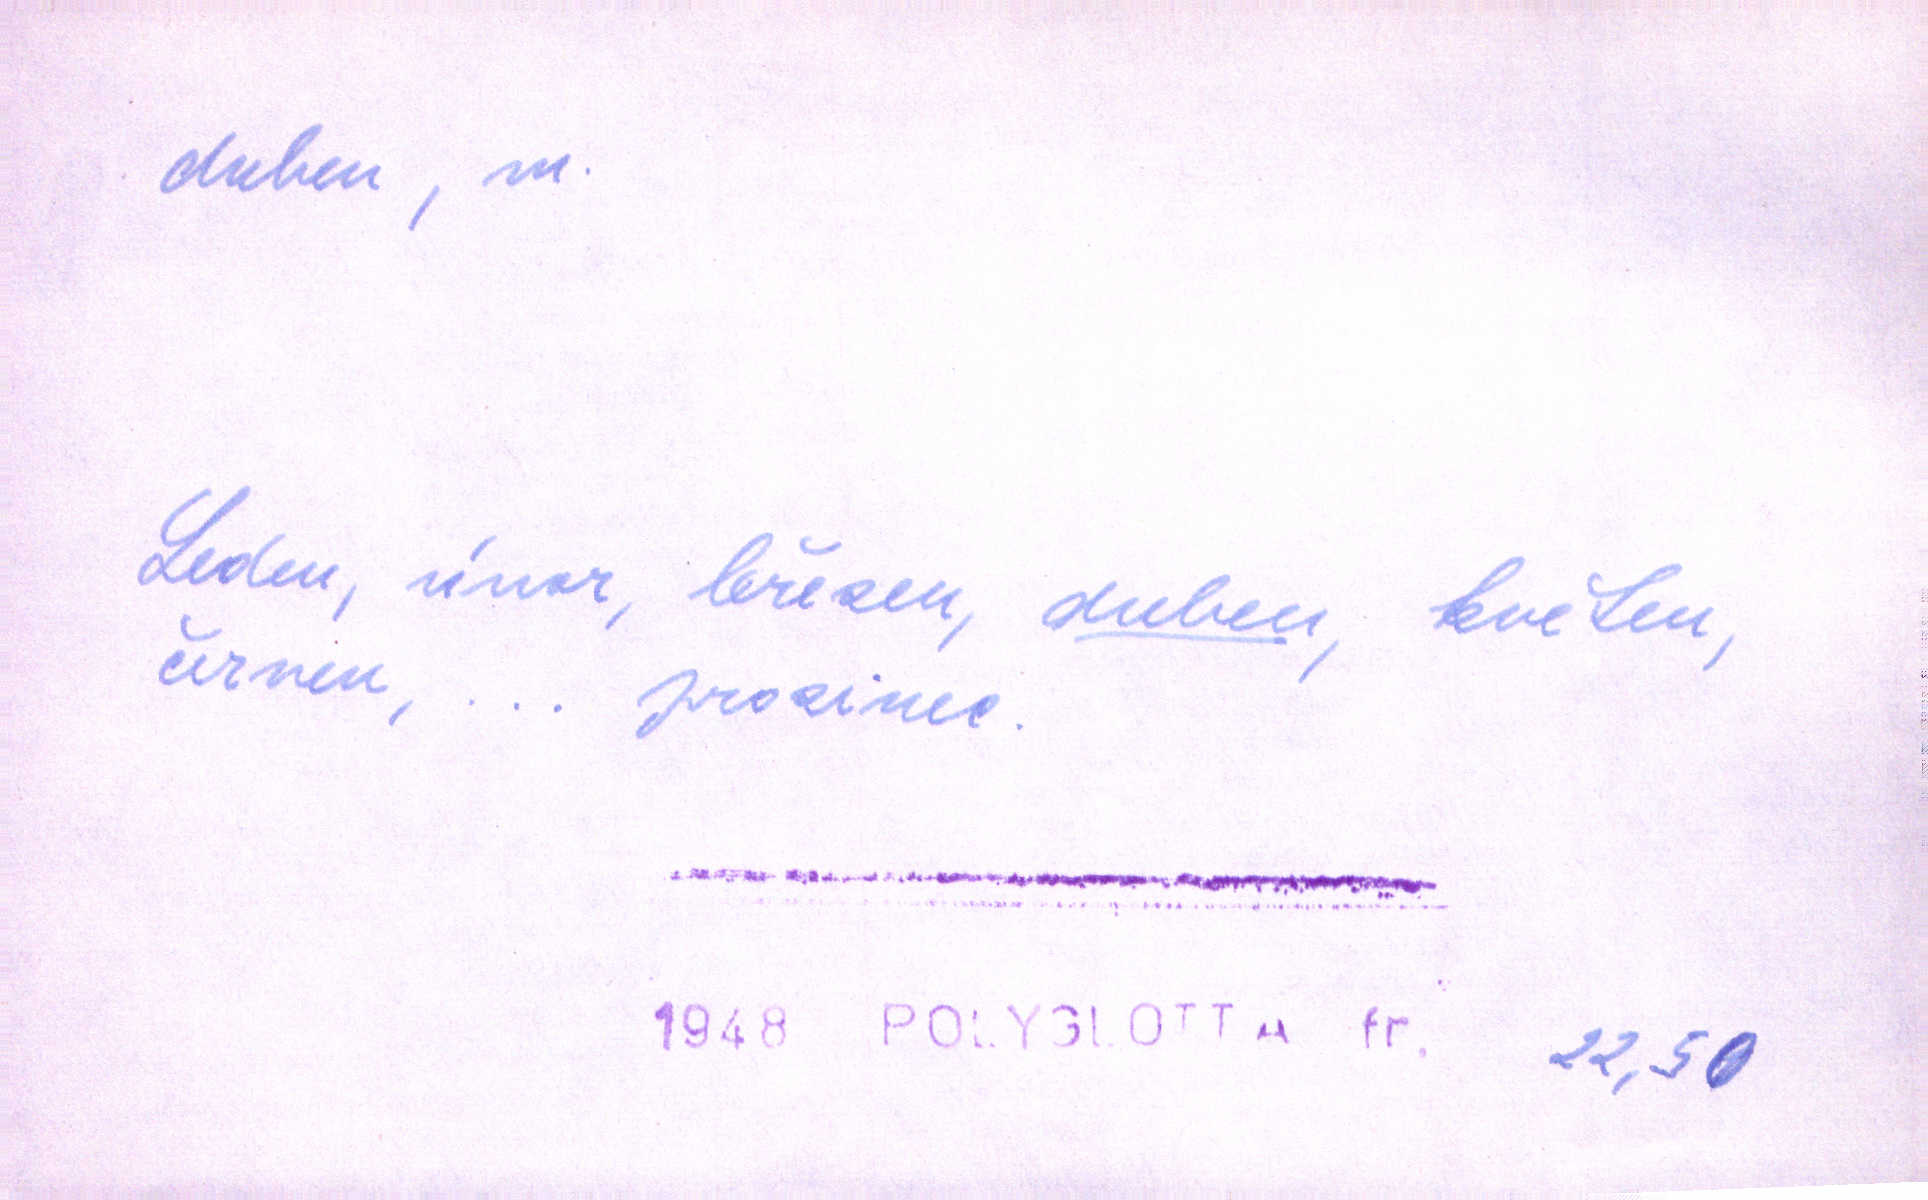 duben, m.
Leden, únor, březen, duben, květen,
červen, ... prosinec.
1948 POLYGLOTTA fr. 22,50